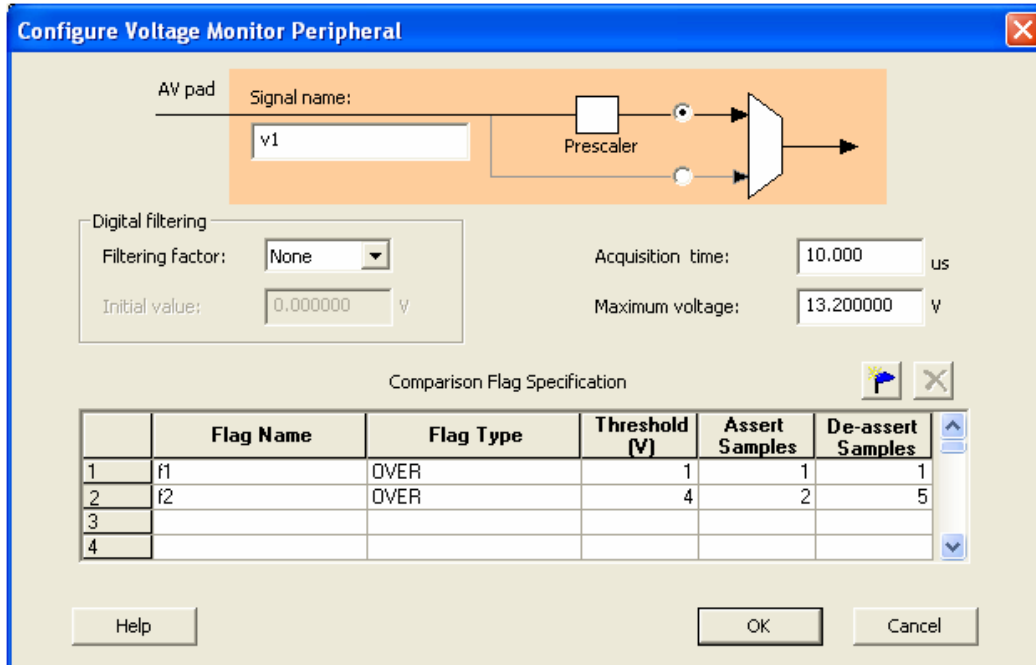 Configure Voltage Monitor Peripheral
AV pad
Signal name:
v1
Prescaler
Digital filtering
Filtering factor: None
Initial value: 0.000000 V
Acquisition time: 10.000 us
Maximum voltage: 13.200000 V
Comparison Flag Specification
Flag Name Flag Type Threshold (V) Assert Samples De-assert Samples
1 f1 OVER 1 1 1
2 f2 OVER 4 2 5
3
4
Help OK Cancel